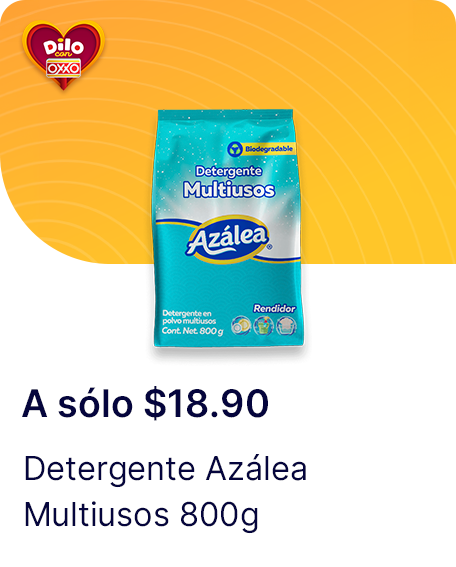 Dilo
con
OXXO
Biodegradable
Detergente
Multiusos
Azálea
®
Rendidor
Detergente en
polvo multiusos
Cont. Net. 800 g
A sólo $18.90
Detergente Azálea
Multiusos 800g